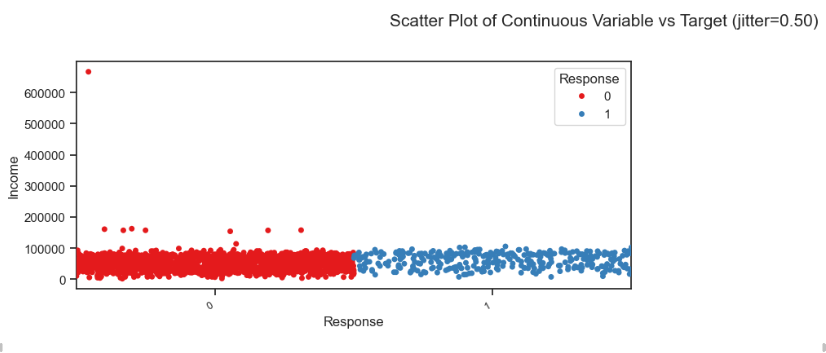 Scatter Plot of Continuous Variable vs Target (jitter=0.50)
Response
0
1
600000
500000
400000
300000
200000
100000
0
Income
0
1
Response